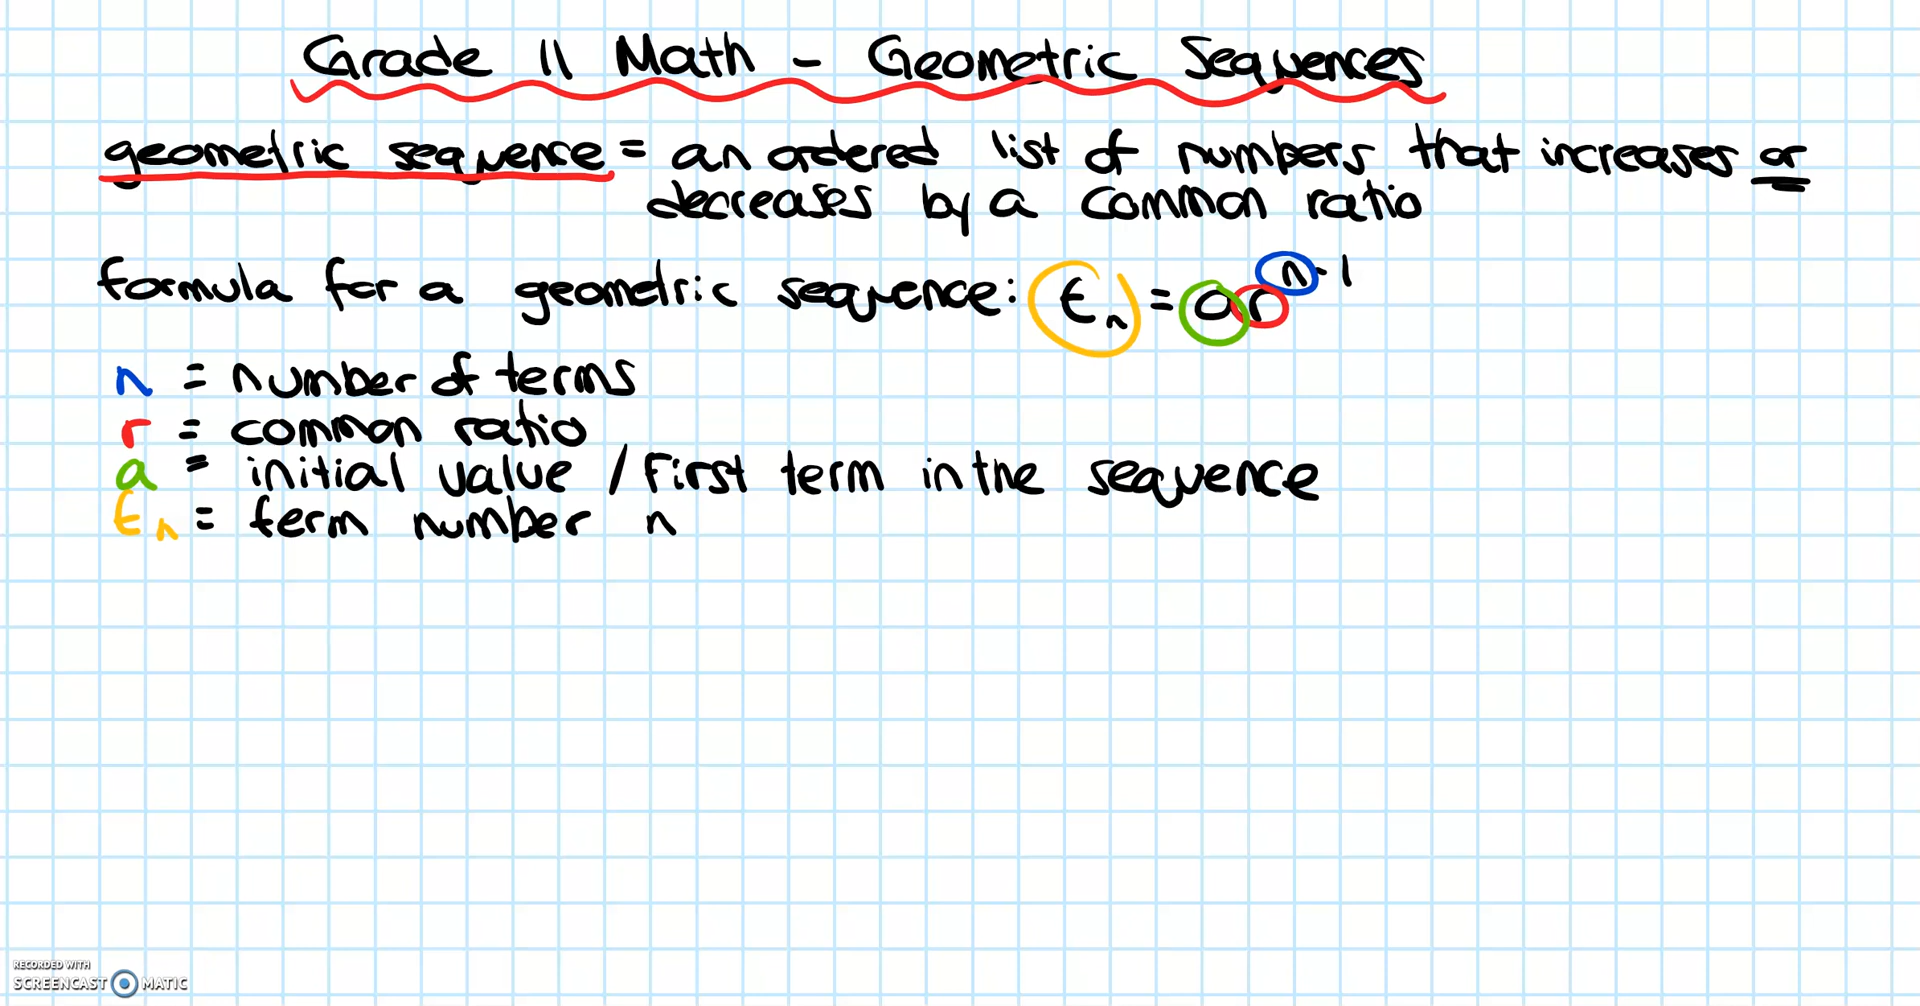 Grade 11 Math - Geometric Sequences
geometric sequence = an ordered list of numbers that increases or
decreases by a common ratio
formula for a geometric sequence: tn = ar^n-1
n = number of terms
r = common ratio
a = initial value / First term in the sequence
tn = term number n
RECORDED WITH
SCREENCAST MATIC